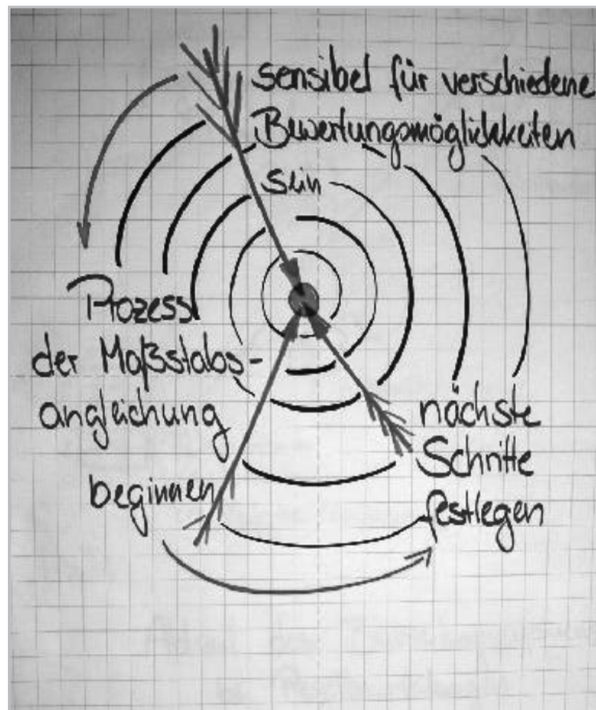 sensibel für verschiedene
Bewertungsmöglichkeiten
sein
Prozess
der Maßstabs-
angleichung
beginnen
nächste
Schritte
festlegen